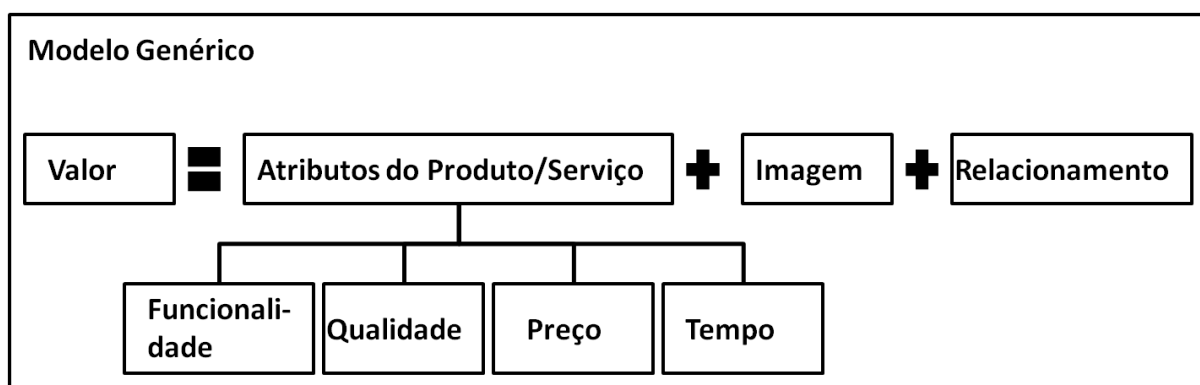 Modelo Genérico
Valor = Atributos do Produto/Serviço + Imagem + Relacionamento
Funcionali-
dade
Qualidade
Preço
Tempo